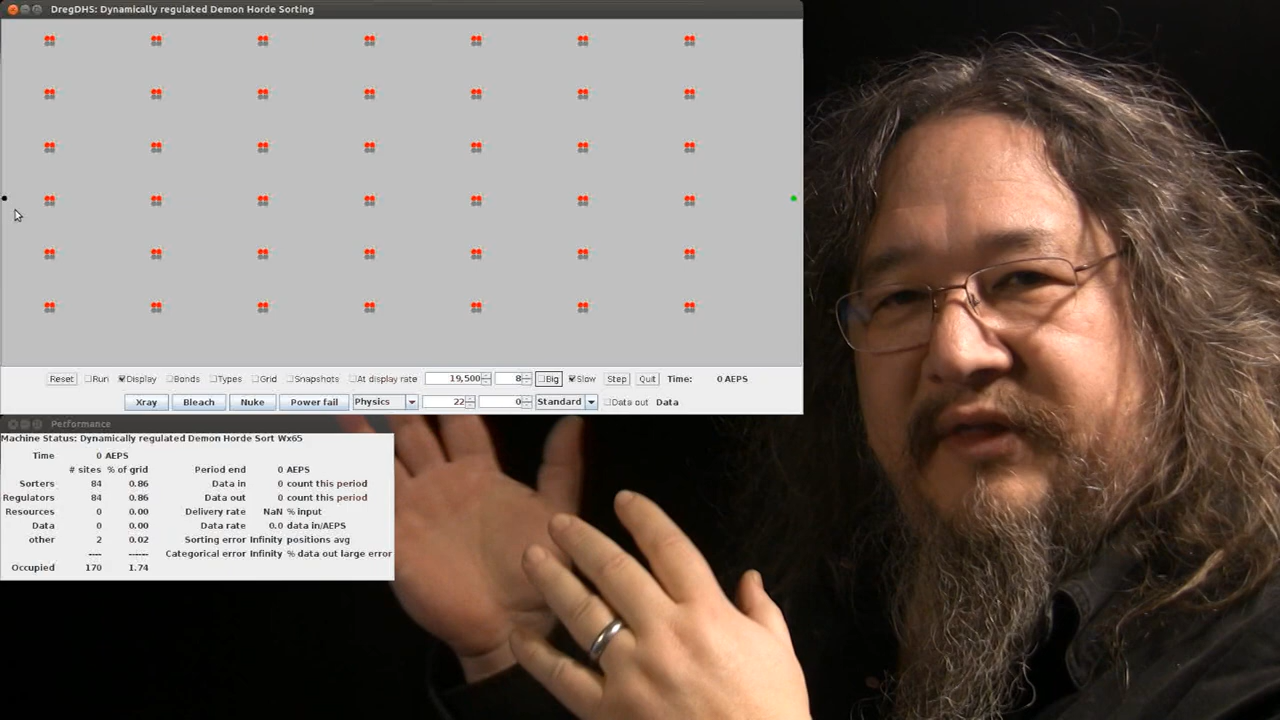 DregDHS: Dynamically regulated Demon Horde Sorting
Reset Run Display Bonds Types Grid Snapshots At display rate 19,500 8 Big Slow Step Quit Time: 0 AEPS
Xray Bleach Nuke Power fail Physics 22 0 Standard Data out Data
Performance
Machine Status: Dynamically regulated Demon Horde Sort Wx65
Time 0 AEPS
# sites % of grid Period end 0 AEPS
Sorters 84 0.86 Data in 0 count this period
Regulators 84 0.86 Data out 0 count this period
Resources 0 0.00 Delivery rate NaN % input
Data 0 0.00 Data rate 0.0 data in/AEPS
other 2 0.02 Sorting error Infinity positions avg
---- ------ Categorical error Infinity % data out large error
Occupied 170 1.74